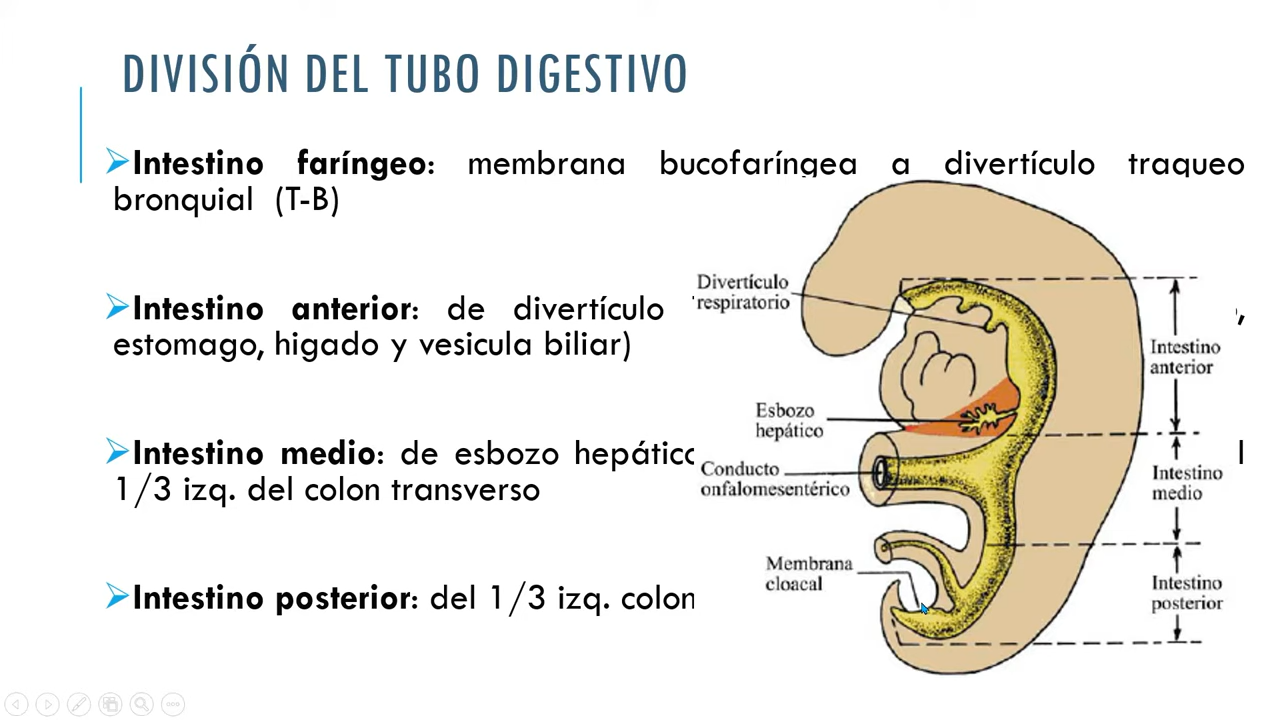 DIVISIÓN DEL TUBO DIGESTIVO
Intestino faríngeo: membrana bucofaríngea a divertículo traqueo
bronquial (T-B)
Intestino anterior: de divertículo
estomago, higado y vesicula biliar)
Intestino medio: de esbozo
1/3 izq. del colon transverso
Intestino posterior: del 1/3 izq. colon
Divertículo
respiratorio
Esbozo
hepático
Conducto
onfalomesentérico
Membrana
cloacal
Intestino
anterior
Intestino
medio
Intestino
posterior